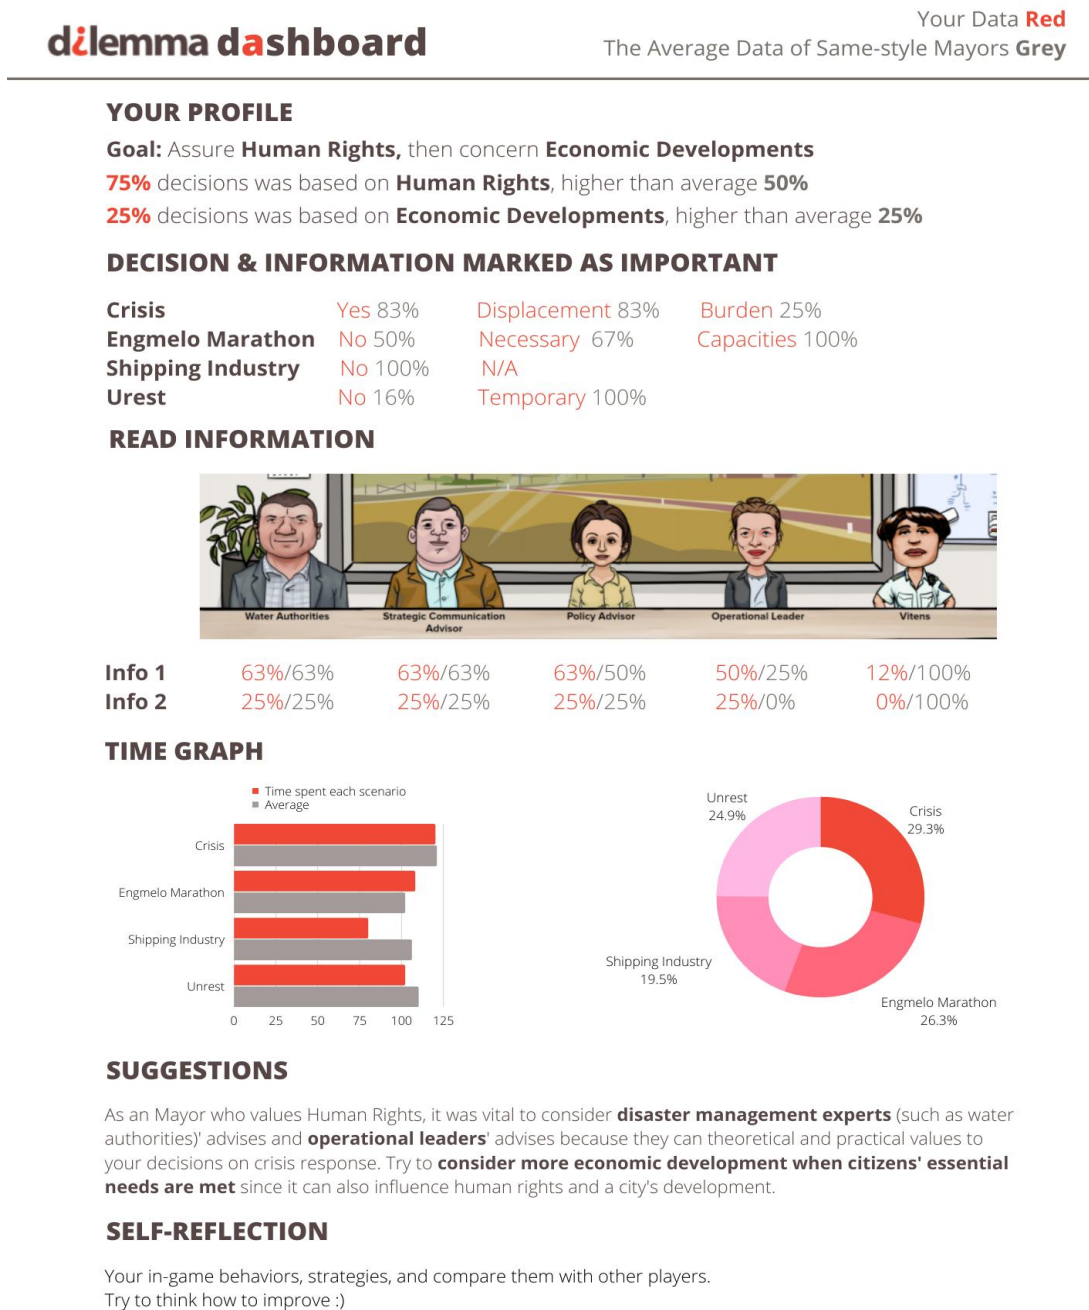 dilemma dashboard
Your Data Red
The Average Data of Same-style Mayors Grey
YOUR PROFILE
Goal: Assure Human Rights, then concern Economic Developments
75% decisions was based on Human Rights, higher than average 50%
25% decisions was based on Economic Developments, higher than average 25%
DECISION & INFORMATION MARKED AS IMPORTANT
Crisis Yes 83% Displacement 83% Burden 25%
Engmelo Marathon No 50% Necessary 67% Capacities 100%
Shipping Industry No 100% N/A
Urest No 16% Temporary 100%
READ INFORMATION
Water Authorities
Strategic Communication
Advisor
Policy Advisor
Operational Leader
Vitens
Info 1 63%/63% 63%/63% 63%/50% 50%/25% 12%/100%
Info 2 25%/25% 25%/25% 25%/25% 25%/0% 0%/100%
TIME GRAPH
Time spent each scenario
Average
Crisis
Engmelo Marathon
Shipping Industry
Unrest
0 25 50 75 100 125
Unrest
24.9%
Crisis
29.3%
Shipping Industry
19.5%
Engmelo Marathon
26.3%
SUGGESTIONS
As an Mayor who values Human Rights, it was vital to consider disaster management experts (such as water
authorities)' advises and operational leaders' advises because they can theoretical and practical values to
your decisions on crisis response. Try to consider more economic development when citizens' essential
needs are met since it can also influence human rights and a city's development.
SELF-REFLECTION
Your in-game behaviors, strategies, and compare them with other players.
Try to think how to improve :)